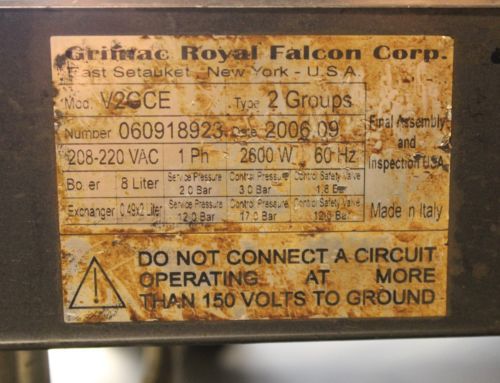 Grimac Royal Falcon Corp.
East Setauket - New York - U.S.A.
Mod. V2GCE Type 2 Groups
Number 060918923 Date 2006.09
208-220 VAC 1 Ph 2600 W 60 Hz
Final Assembly and Inspection USA
Boiler 8 Liter Service Pressure 2.0 Bar Control Pressure 3.0 Bar Control Safety Valve 1.8 Bar
Exchanger 0.49x2 Liter Service Pressure 12.0 Bar Control Pressure 17.0 Bar Control Safety Valve Bar
Made in Italy
DO NOT CONNECT A CIRCUIT
OPERATING AT MORE
THAN 150 VOLTS TO GROUND